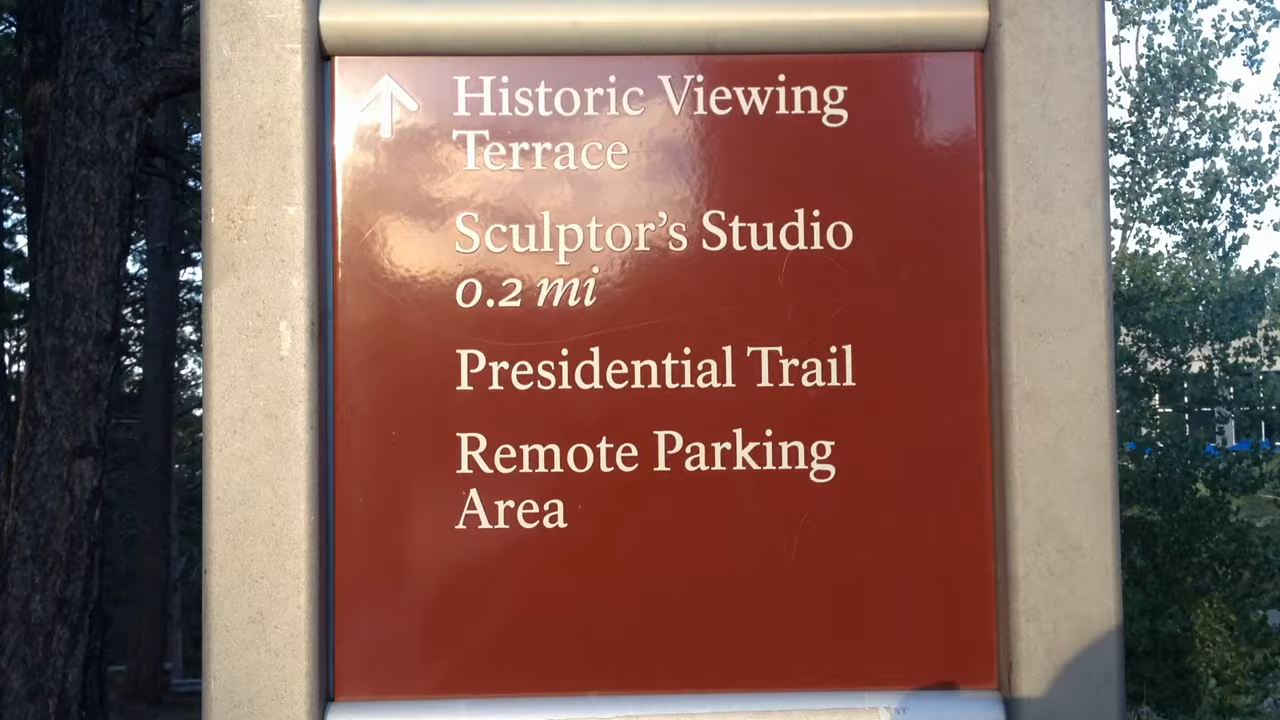 Historic Viewing
Terrace
Sculptor's Studio
0.2 mi
Presidential Trail
Remote Parking
Area